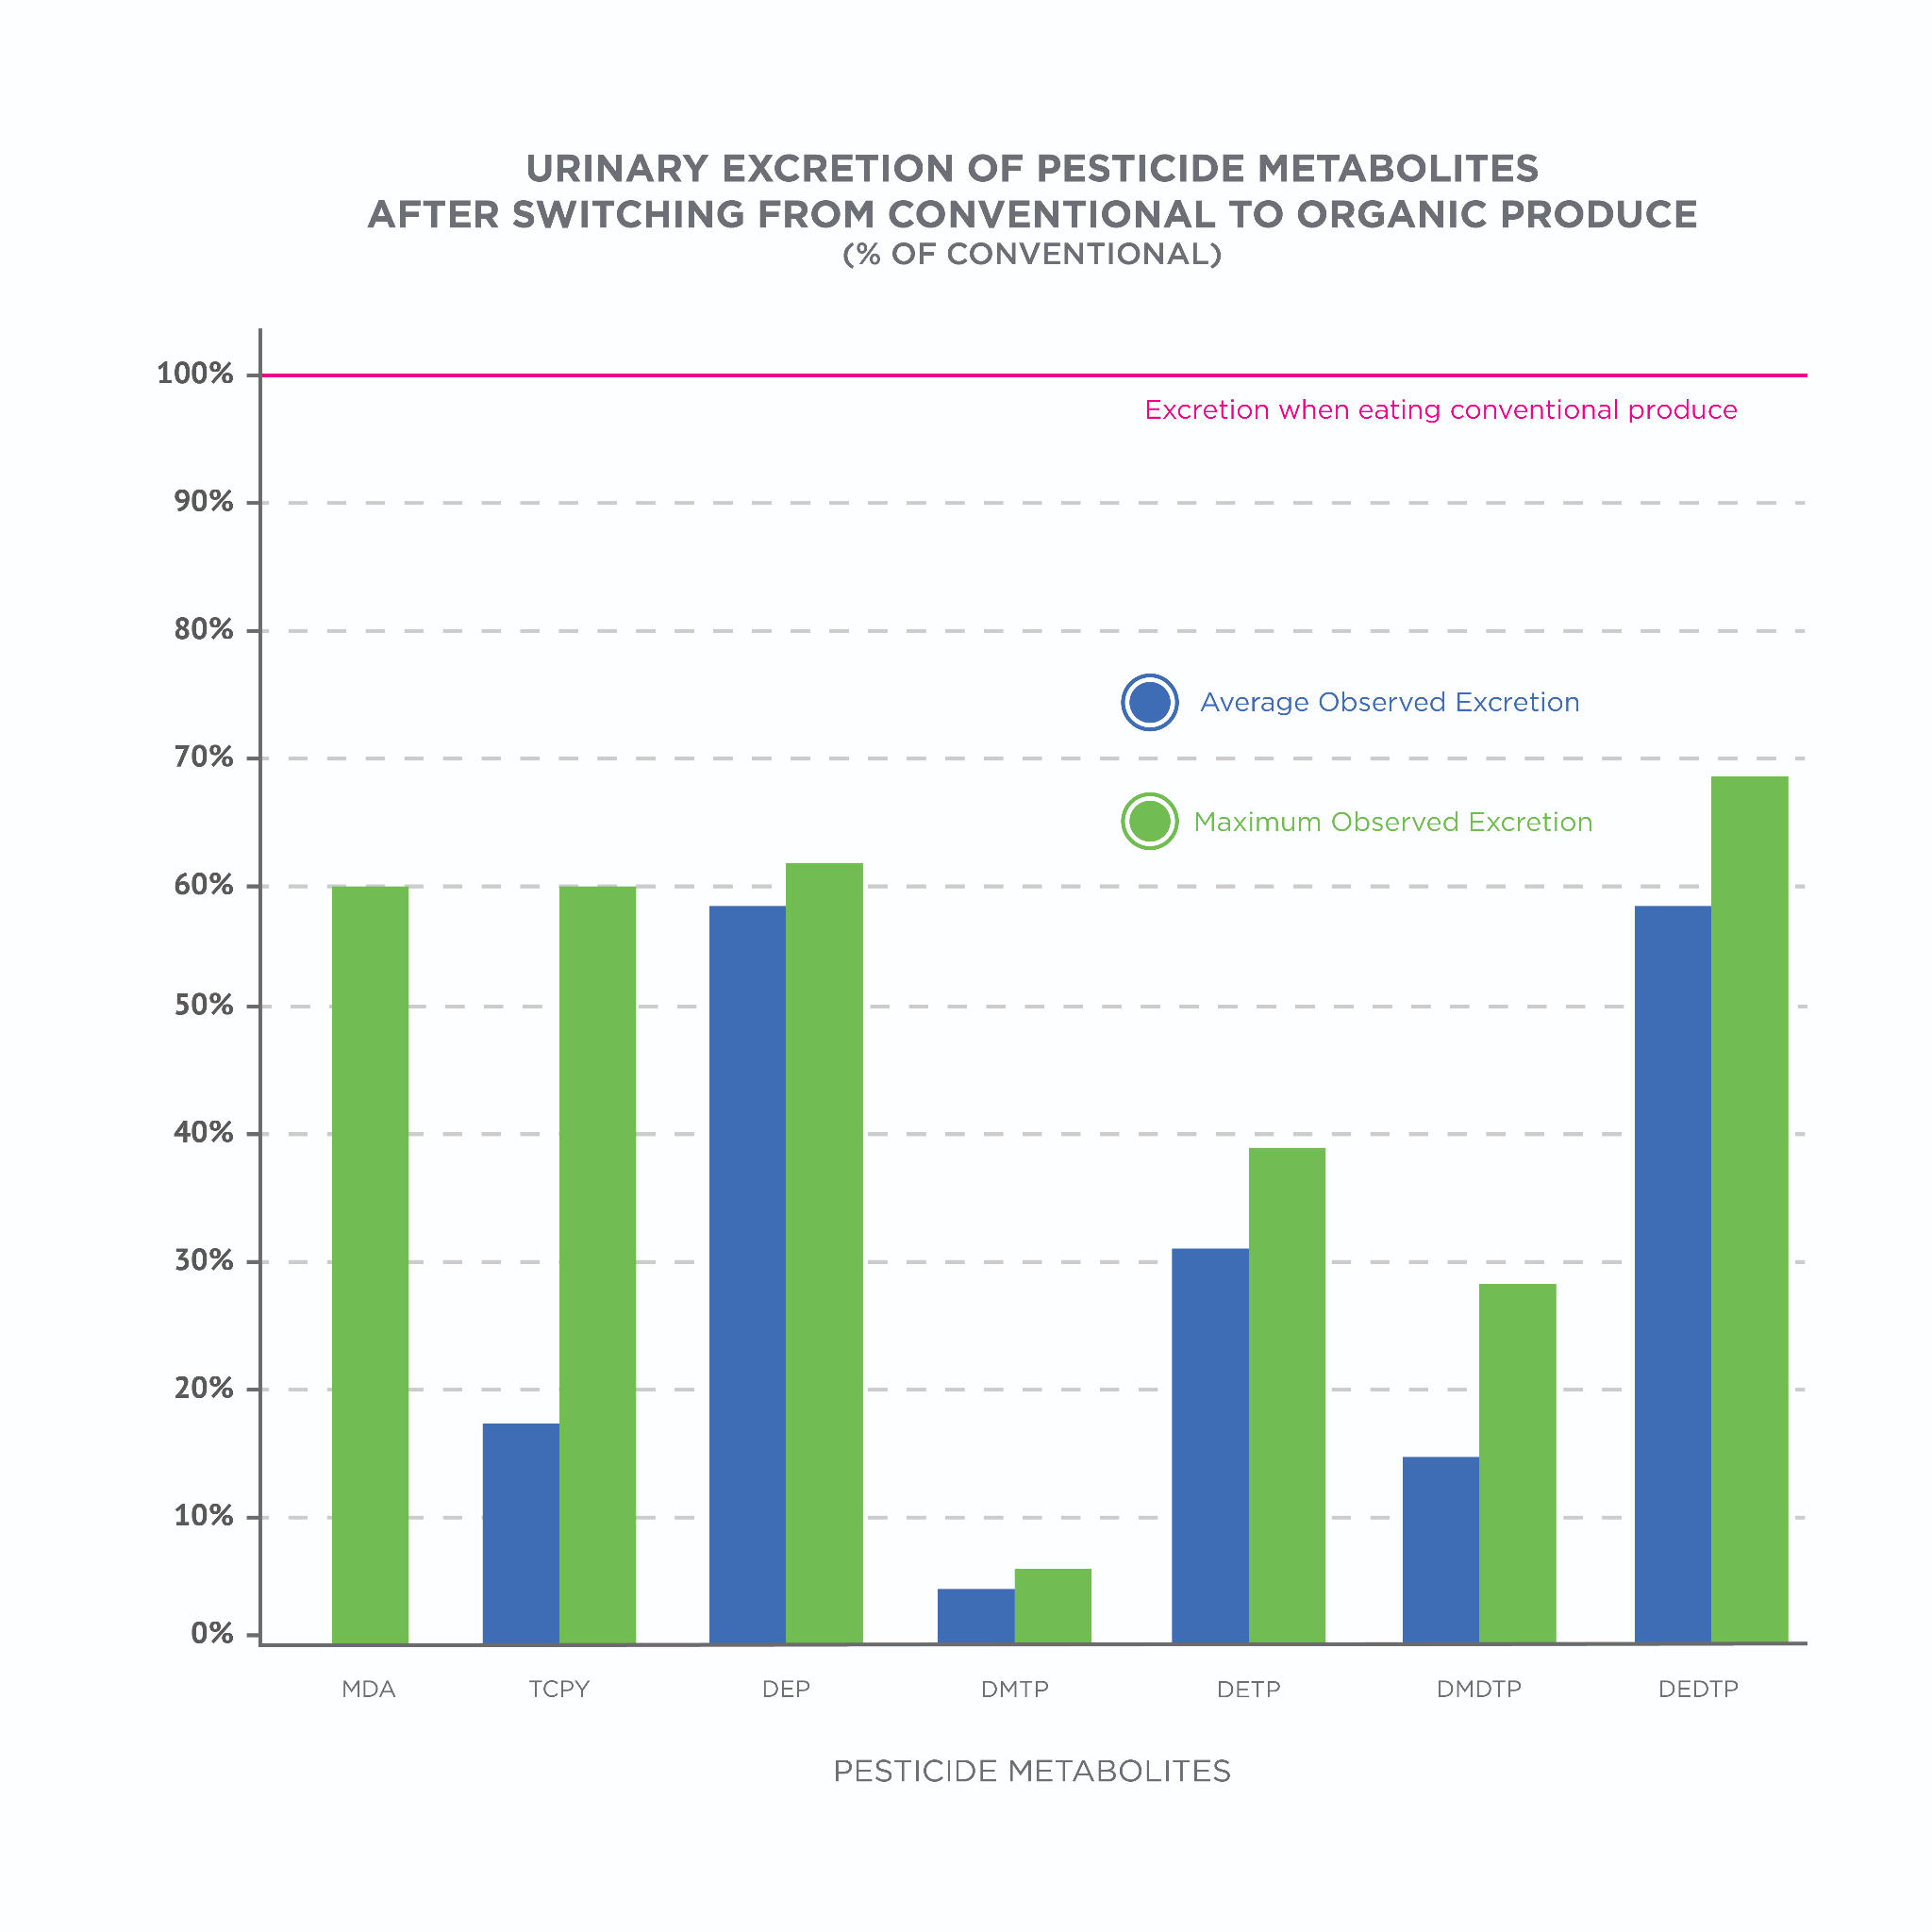 URINARY EXCRETION OF PESTICIDE METABOLITES
AFTER SWITCHING FROM CONVENTIONAL TO ORGANIC PRODUCE
(% OF CONVENTIONAL)
100%
Excretion when eating conventional produce
90%
80%
Average Observed Excretion
70%
Maximum Observed Excretion
60%
50%
40%
30%
20%
10%
0%
MDA TCPY DEP DMTP DETP DMDTP DEDTP
PESTICIDE METABOLITES